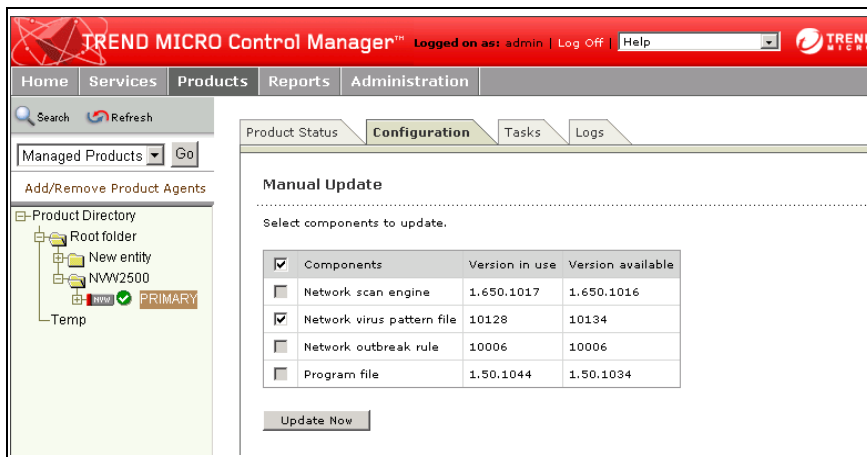 TREND MICRO Control Manager™ Logged on as: admin | Log Off | Help
Home Services Products Reports Administration
Search Refresh
Managed Products Go
Add/Remove Product Agents
Product Directory
Root folder
New entity
NVW2500
NVW PRIMARY
Temp
Product Status Configuration Tasks Logs
Manual Update
Select components to update.
Components Version in use Version available
Network scan engine 1.650.1017 1.650.1016
Network virus pattern file 10128 10134
Network outbreak rule 10006 10006
Program file 1.50.1044 1.50.1034
Update Now